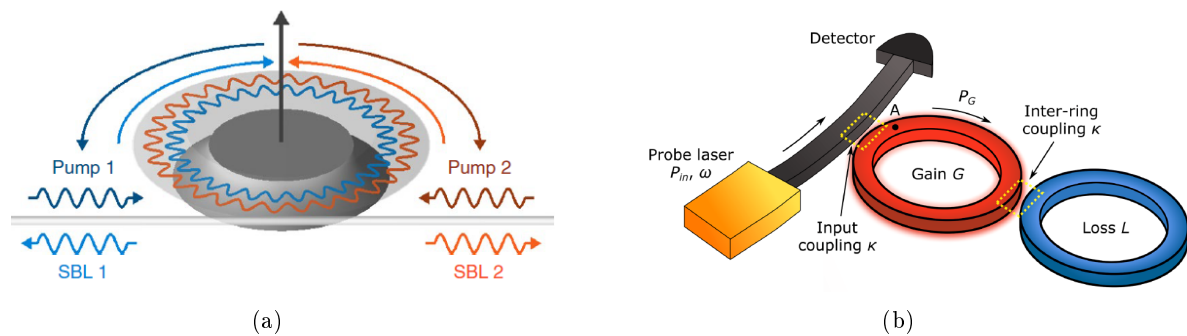 Pump 1
Pump 2
SBL 1
SBL 2
(a)
Detector
A
P_G
Inter-ring
coupling κ
Probe laser
P_in, ω
Gain G
Input
coupling κ
Loss L
(b)